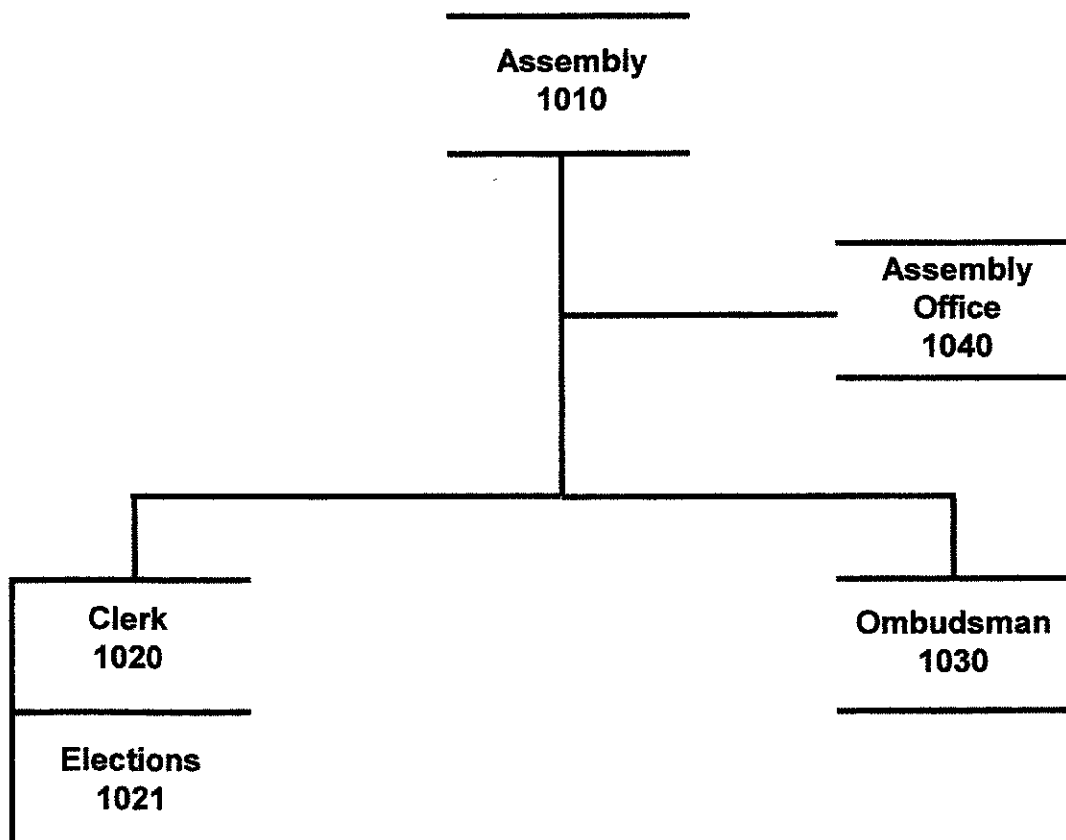 Assembly
1010
Assembly
Office
1040
Clerk
1020
Ombudsman
1030
Elections
1021